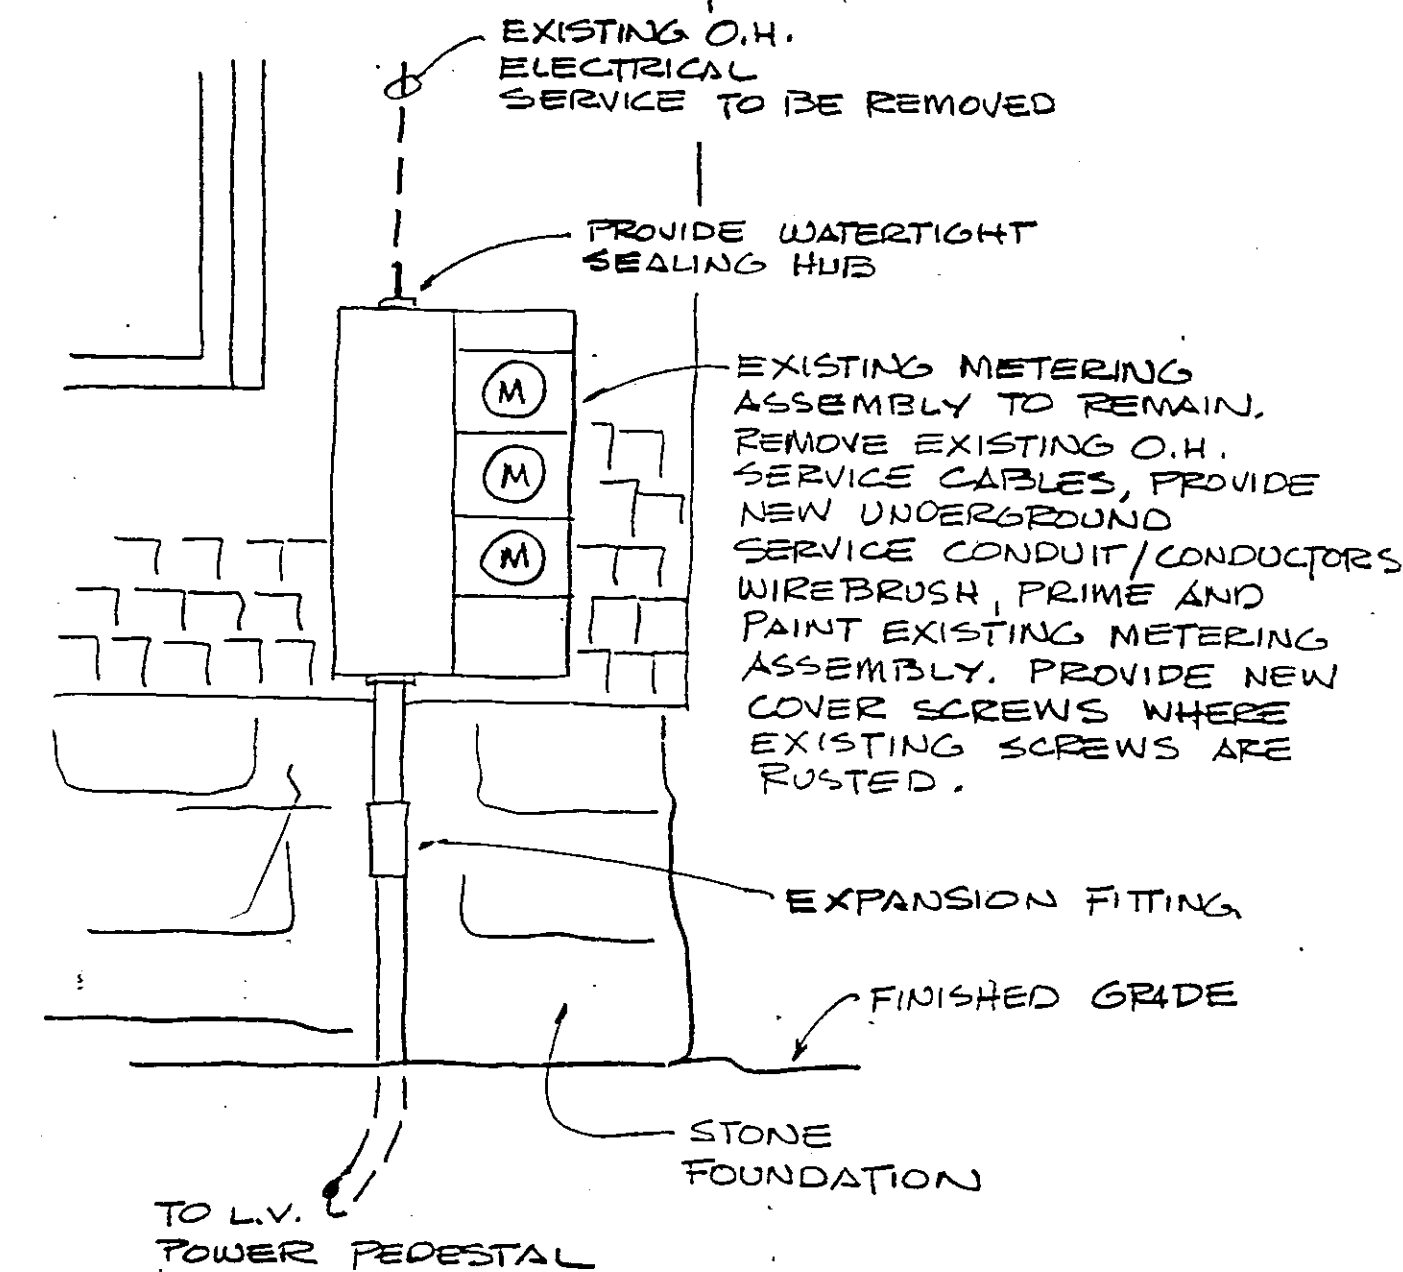 EXISTING O.H.
ELECTRICAL
SERVICE TO BE REMOVED
PROVIDE WATERTIGHT
SEALING HUB
M
M
M
EXISTING METERING
ASSEMBLY TO REMAIN.
REMOVE EXISTING O.H.
SERVICE CABLES, PROVIDE
NEW UNDERGROUND
SERVICE CONDUIT/CONDUCTORS
WIREBRUSH, PRIME AND
PAINT EXISTING METERING
ASSEMBLY. PROVIDE NEW
COVER SCREWS WHERE
EXISTING SCREWS ARE
RUSTED.
EXPANSION FITTING
FINISHED GRADE
STONE
FOUNDATION
TO L.V.
POWER PEDESTAL